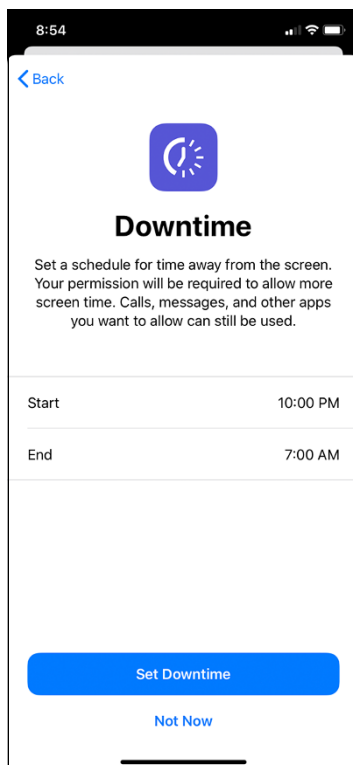 8:54
Back
Downtime
Set a schedule for time away from the screen.
Your permission will be required to allow more
screen time. Calls, messages, and other apps
you want to allow can still be used.
Start 10:00 PM
End 7:00 AM
Set Downtime
Not Now